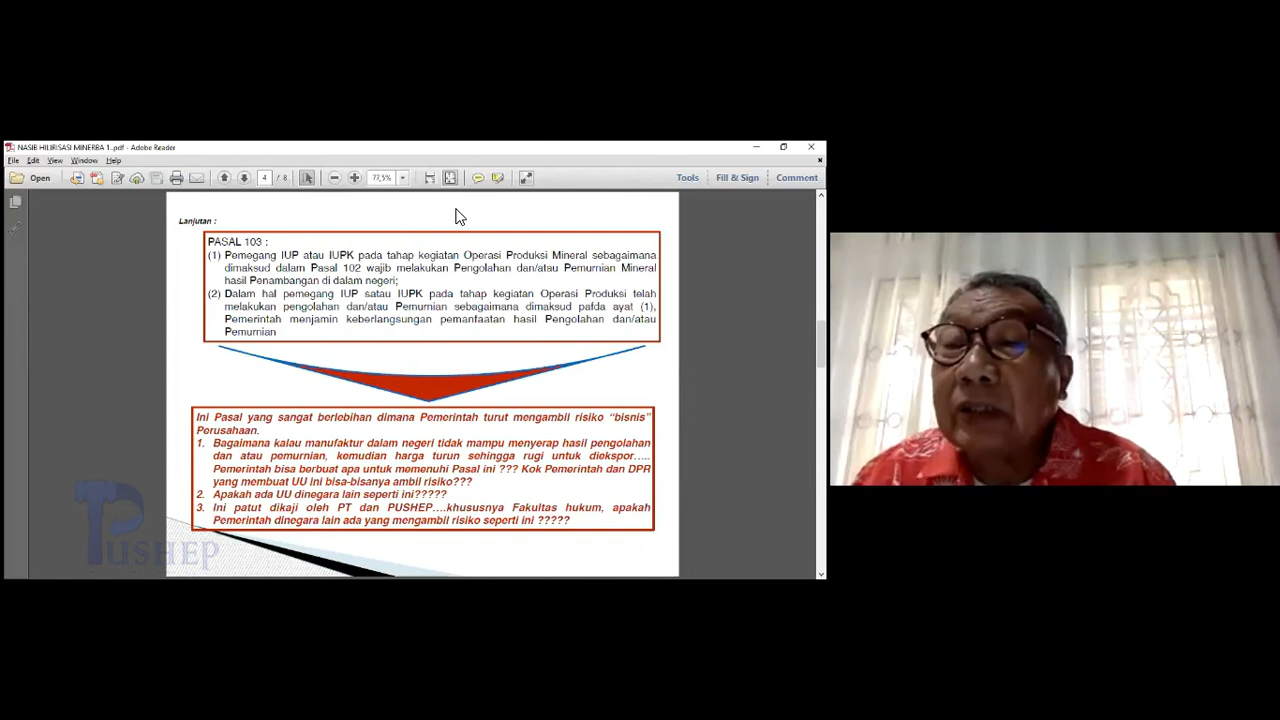 NASIB HILIRISASI MINERBA 1..pdf - Adobe Reader
File Edit View Window Help
Open 4 / 8 77,5% Tools Fill & Sign Comment
Lanjutan :
PASAL 103 :
(1) Pemegang IUP atau IUPK pada tahap kegiatan Operasi Produksi Mineral sebagaimana
dimaksud dalam Pasal 102 wajib melakukan Pengolahan dan/atau Pemurnian Mineral
hasil Penambangan di dalam negeri;
(2) Dalam hal pemegang IUP satau IUPK pada tahap kegiatan Operasi Produksi telah
melakukan pengolahan dan/atau Pemurnian sebagaimana dimaksud pafda ayat (1),
Pemerintah menjamin keberlangsungan pemanfaatan hasil Pengolahan dan/atau
Pemurnian
Ini Pasal yang sangat berlebihan dimana Pemerintah turut mengambil risiko “bisnis”
Perusahaan.
1. Bagaimana kalau manufaktur dalam negeri tidak mampu menyerap hasil pengolahan
dan atau pemurnian, kemudian harga turun sehingga rugi untuk diekspor…..
Pemerintah bisa berbuat apa untuk memenuhi Pasal ini ??? Kok Pemerintah dan DPR
yang membuat UU ini bisa-bisanya ambil risiko???
2. Apakah ada UU dinegara lain seperti ini?????
3. Ini patut dikaji oleh PT dan PUSHEP….khususnya Fakultas hukum, apakah
Pemerintah dinegara lain ada yang mengambil risiko seperti ini ?????
PUSHEP